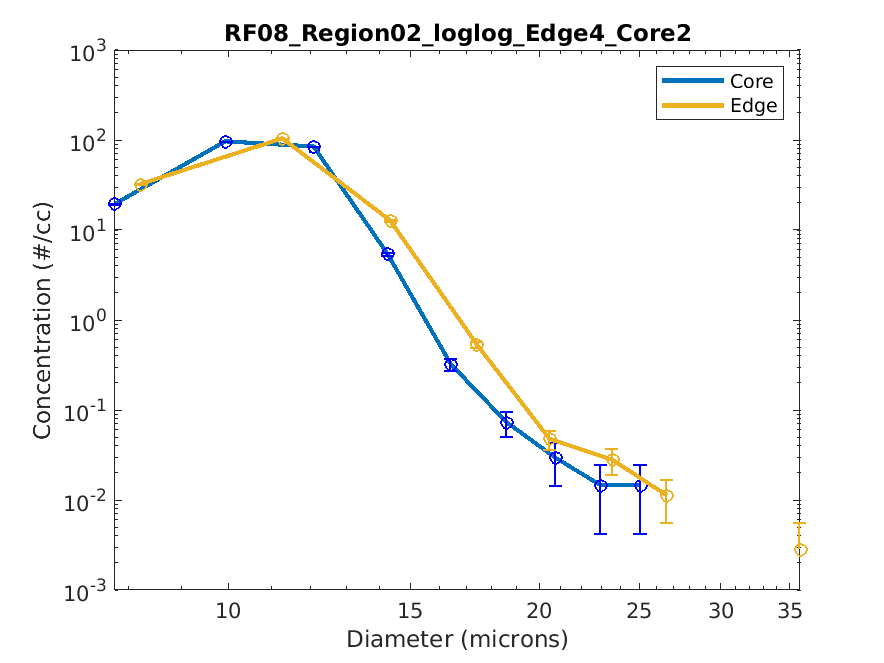 RF08_Region02_loglog_Edge4_Core2
10^3
10^2
10^1
10^0
10^-1
10^-2
10^-3
Concentration (#/cc)
Core
Edge
10 15 20 25 30 35
Diameter (microns)